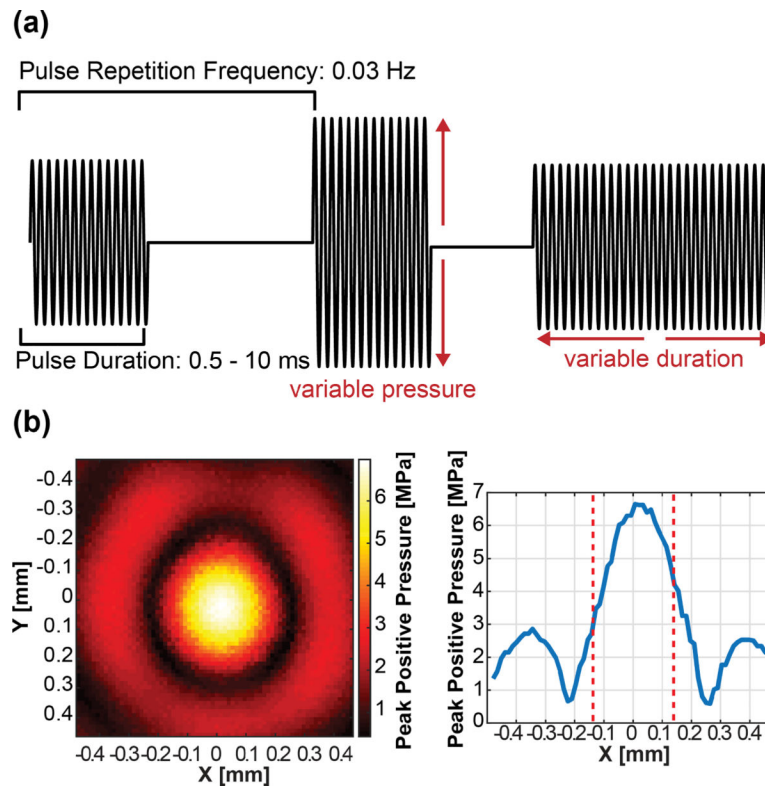 (a)
Pulse Repetition Frequency: 0.03 Hz
Pulse Duration: 0.5 - 10 ms
variable pressure
variable duration
(b)
-0.4
-0.3
-0.2
-0.1
0
0.1
0.2
0.3
0.4
Y [mm]
-0.4 -0.3 -0.2 -0.1 0 0.1 0.2 0.3 0.4
X [mm]
6
5
4
3
2
1
Peak Positive Pressure [MPa]
Peak Positive Pressure [MPa]
7
6
5
4
3
2
1
0
-0.4 -0.3 -0.2 -0.1 0 0.1 0.2 0.3 0.4
X [mm]